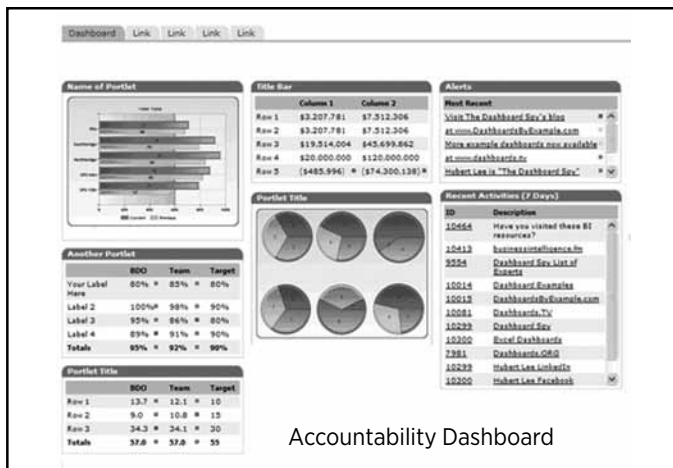 Dashboard Link Link Link Link
Name of Portlet
Title Bar
Column 1 Column 2
Row 1 $3.207.781 $7.512.306
Row 2 $3.207.781 $7.512.306
Row 3 $19.514,004 $45.699,862
Row 4 $20.000.000 $120.000.000
Row 5 ($485.996) ($74.300.138)
Alerts
Most Recent
Visit The Dashboard Spy's blog
at www.DashboardsByExample.com
More example dashboards now available
at www.dashboards.tv
Hubert Lee is "The Dashboard Spy"
Another Portlet
BDO Team Target
Your Label
Here
80% 85% 80%
Label 2 100% 98% 90%
Label 3 95% 86% 80%
Label 4 89% 91% 90%
Totals 95% 92% 90%
Portlet Title
Recent Activities (7 Days)
ID Description
10464 Have you visited these BI
resources?
10413 businessintelligence.fm
9554 Dashboard Spy List of
Experts
10014 Dashboard Examples
10015 DashboardsByExample.com
10081 Dashboards.TV
10299 Dashboard Spy
10300 Excel Dashboards
7981 Dashboards.ORG
10299 Hubert Lee LinkedIn
10300 Hubert Lee Facebook
Portlet Title
BDO Team Target
Row 1 13.7 12.1 10
Row 2 9.0 10.8 15
Row 3 34.3 34.1 30
Totals 57.0 57.0 55
Accountability Dashboard